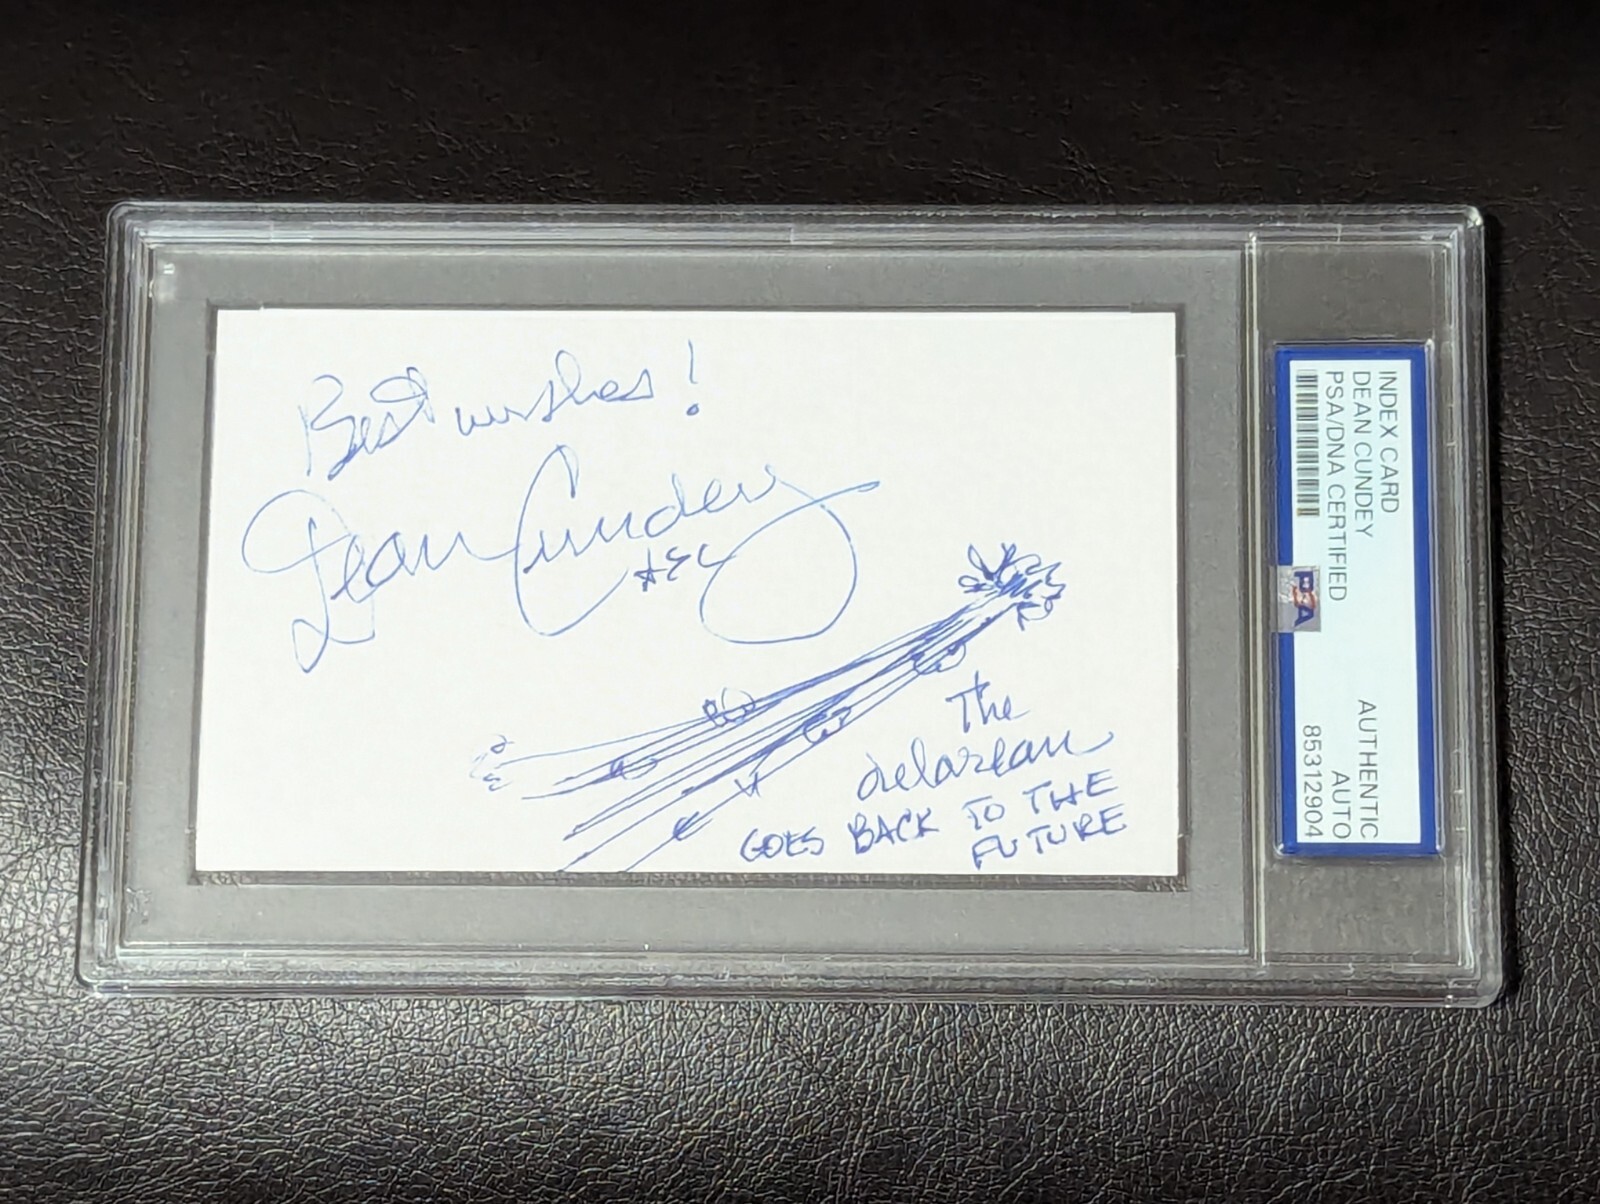 Best wishes!
Dean Cundey
ASC
The
delorean
GOES BACK TO THE
FUTURE
INDEX CARD
DEAN CUNDEY
PSA/DNA CERTIFIED
AUTHENTIC
AUTO
85312904
PSA